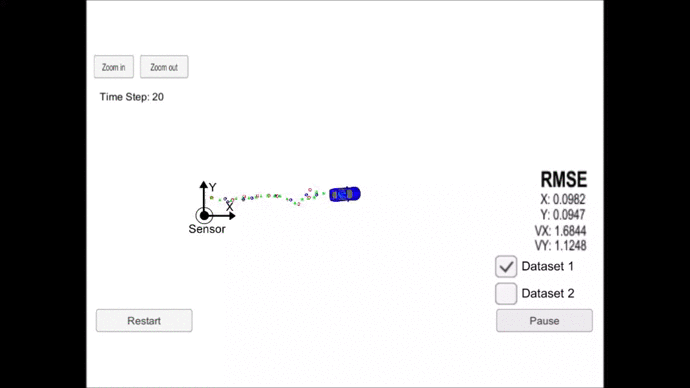 Zoom in
Zoom out
Time Step: 20
Y
X
Sensor
RMSE
X: 0.0982
Y: 0.0947
VX: 1.6844
VY: 1.1248
Dataset 1
Dataset 2
Restart
Pause